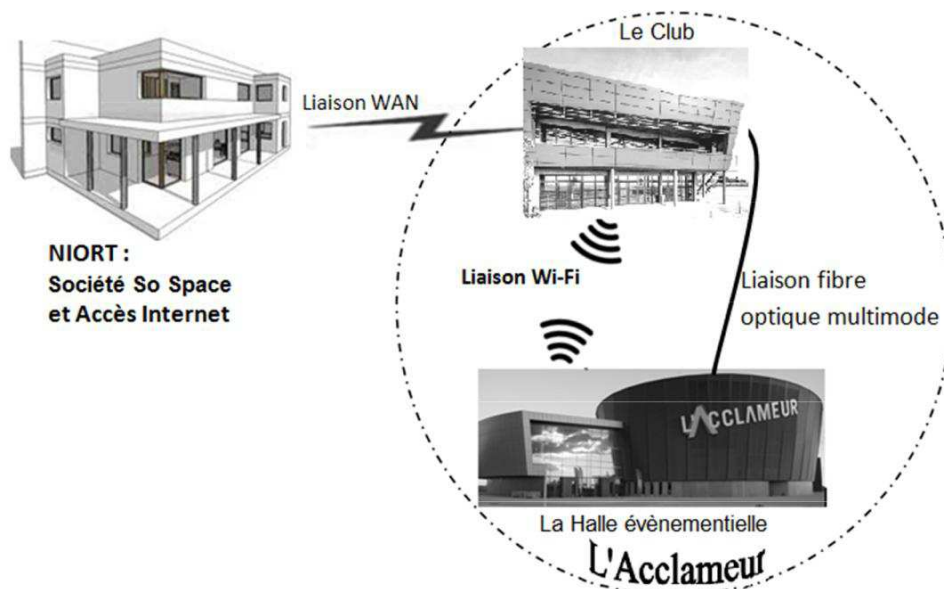 Le Club
Liaison WAN
NIORT :
Société So Space
et Accès Internet
Liaison Wi-Fi
Liaison fibre
optique multimode
L'ACCLAMEUR
La Halle évènementielle
L'Acclameur